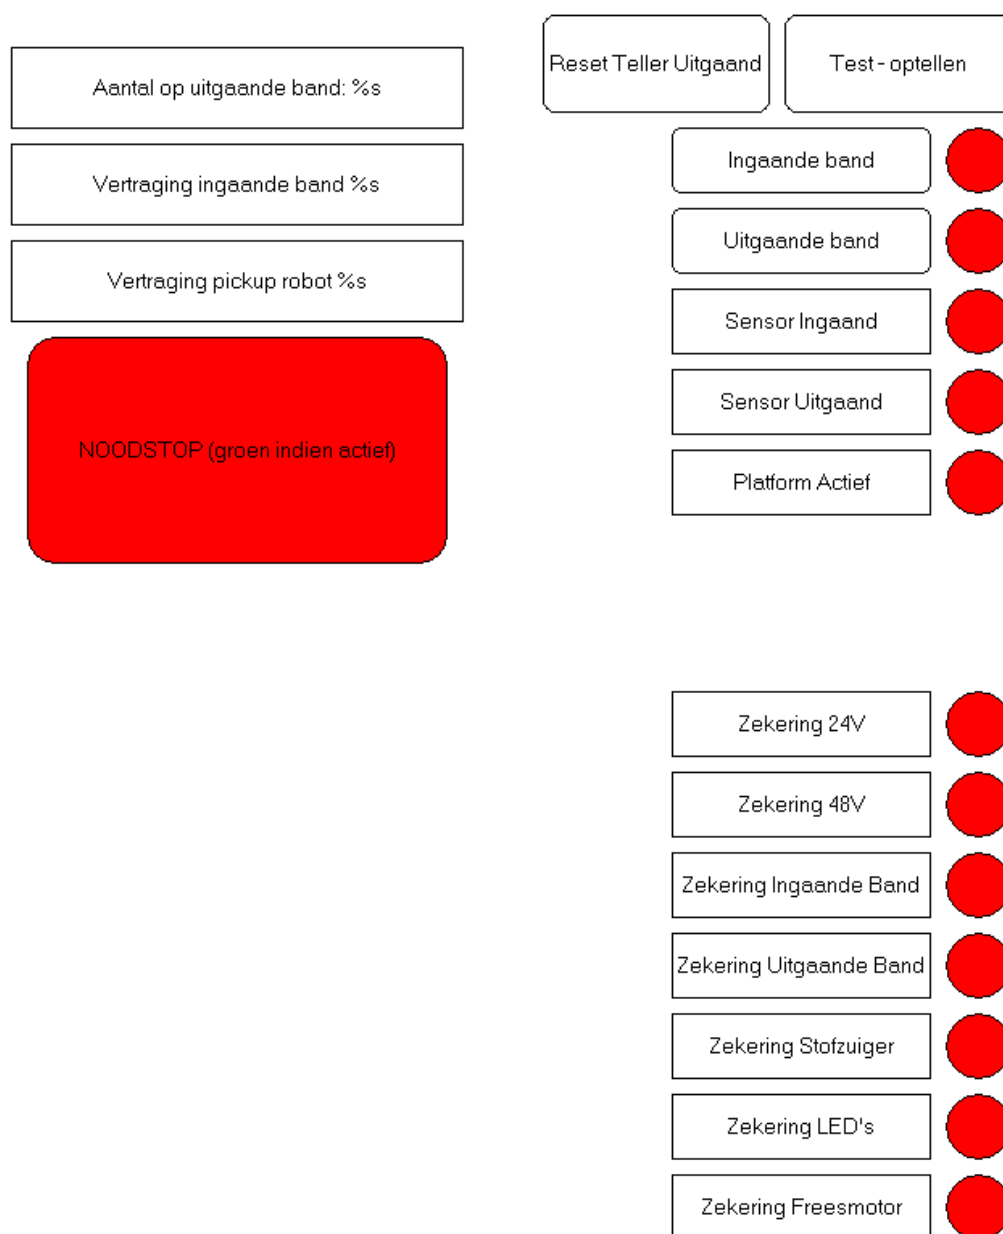 Aantal op uitgaande band: %s
Vertraging ingaande band %s
Vertraging pickup robot %s
NOODSTOP (groen indien actief)
Reset Teller Uitgaand
Test - optellen
Ingaande band
Uitgaande band
Sensor Ingaand
Sensor Uitgaand
Platform Actief
Zekering 24V
Zekering 48V
Zekering Ingaande Band
Zekering Uitgaande Band
Zekering Stofzuiger
Zekering LED's
Zekering Freesmotor